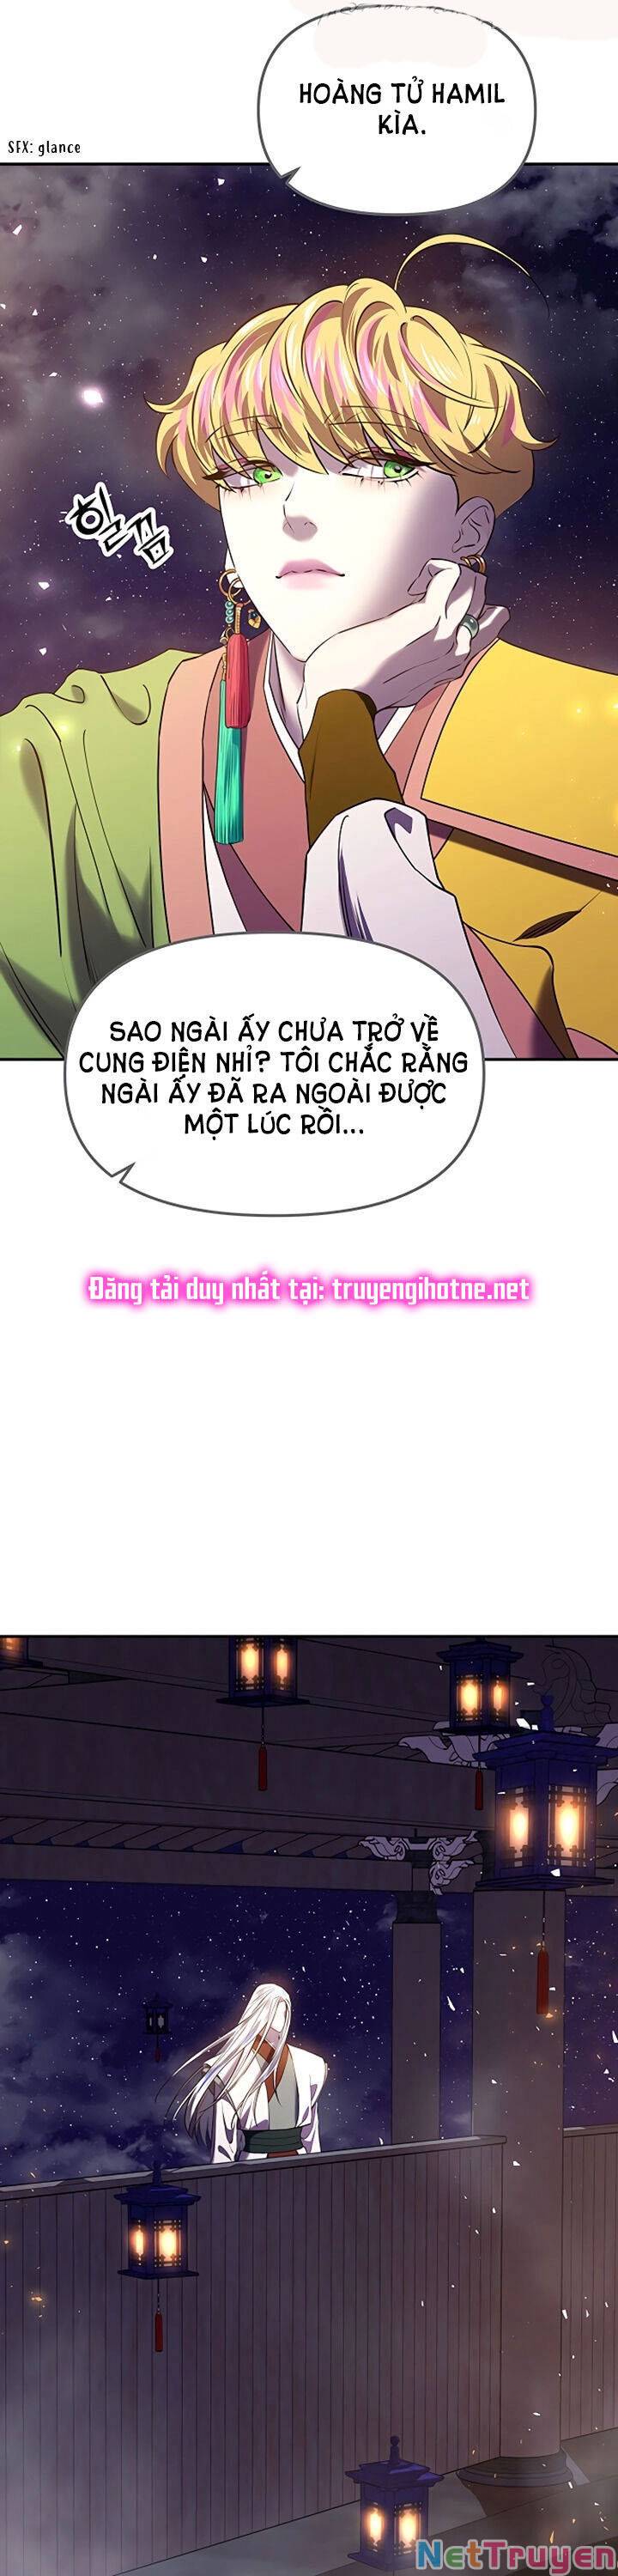 HOÀNG TỬ HAMIL
KÌA.
SFX: glance
힐끔
SAO NGÀI ẤY CHƯA TRỞ VỀ
CUNG ĐIỆN NHỈ? TÔI CHẮC RẰNG
NGÀI ẤY ĐÃ RA NGOÀI ĐƯỢC
MỘT LÚC RỒI...
Đăng tải duy nhất tại: truyengihotne.net
NetTruyen